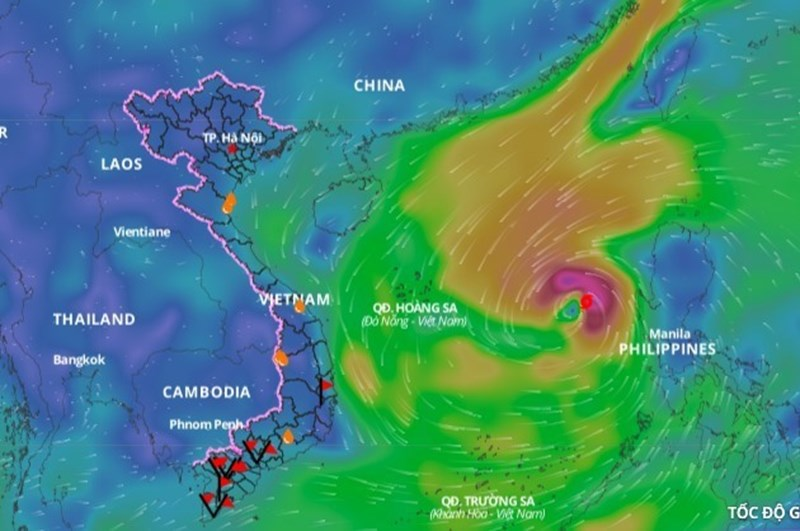 CHINA
R
TP. Hà Nội
LAOS
Vientiane
VIETNAM
QĐ. HOÀNG SA
(Đà Nẵng - Việt Nam)
THAILAND
Manila
PHILIPPINES
Bangkok
CAMBODIA
Phnom Penh
QĐ. TRƯỜNG SA
(Khánh Hòa - Việt Nam)
TỐC ĐỘ G